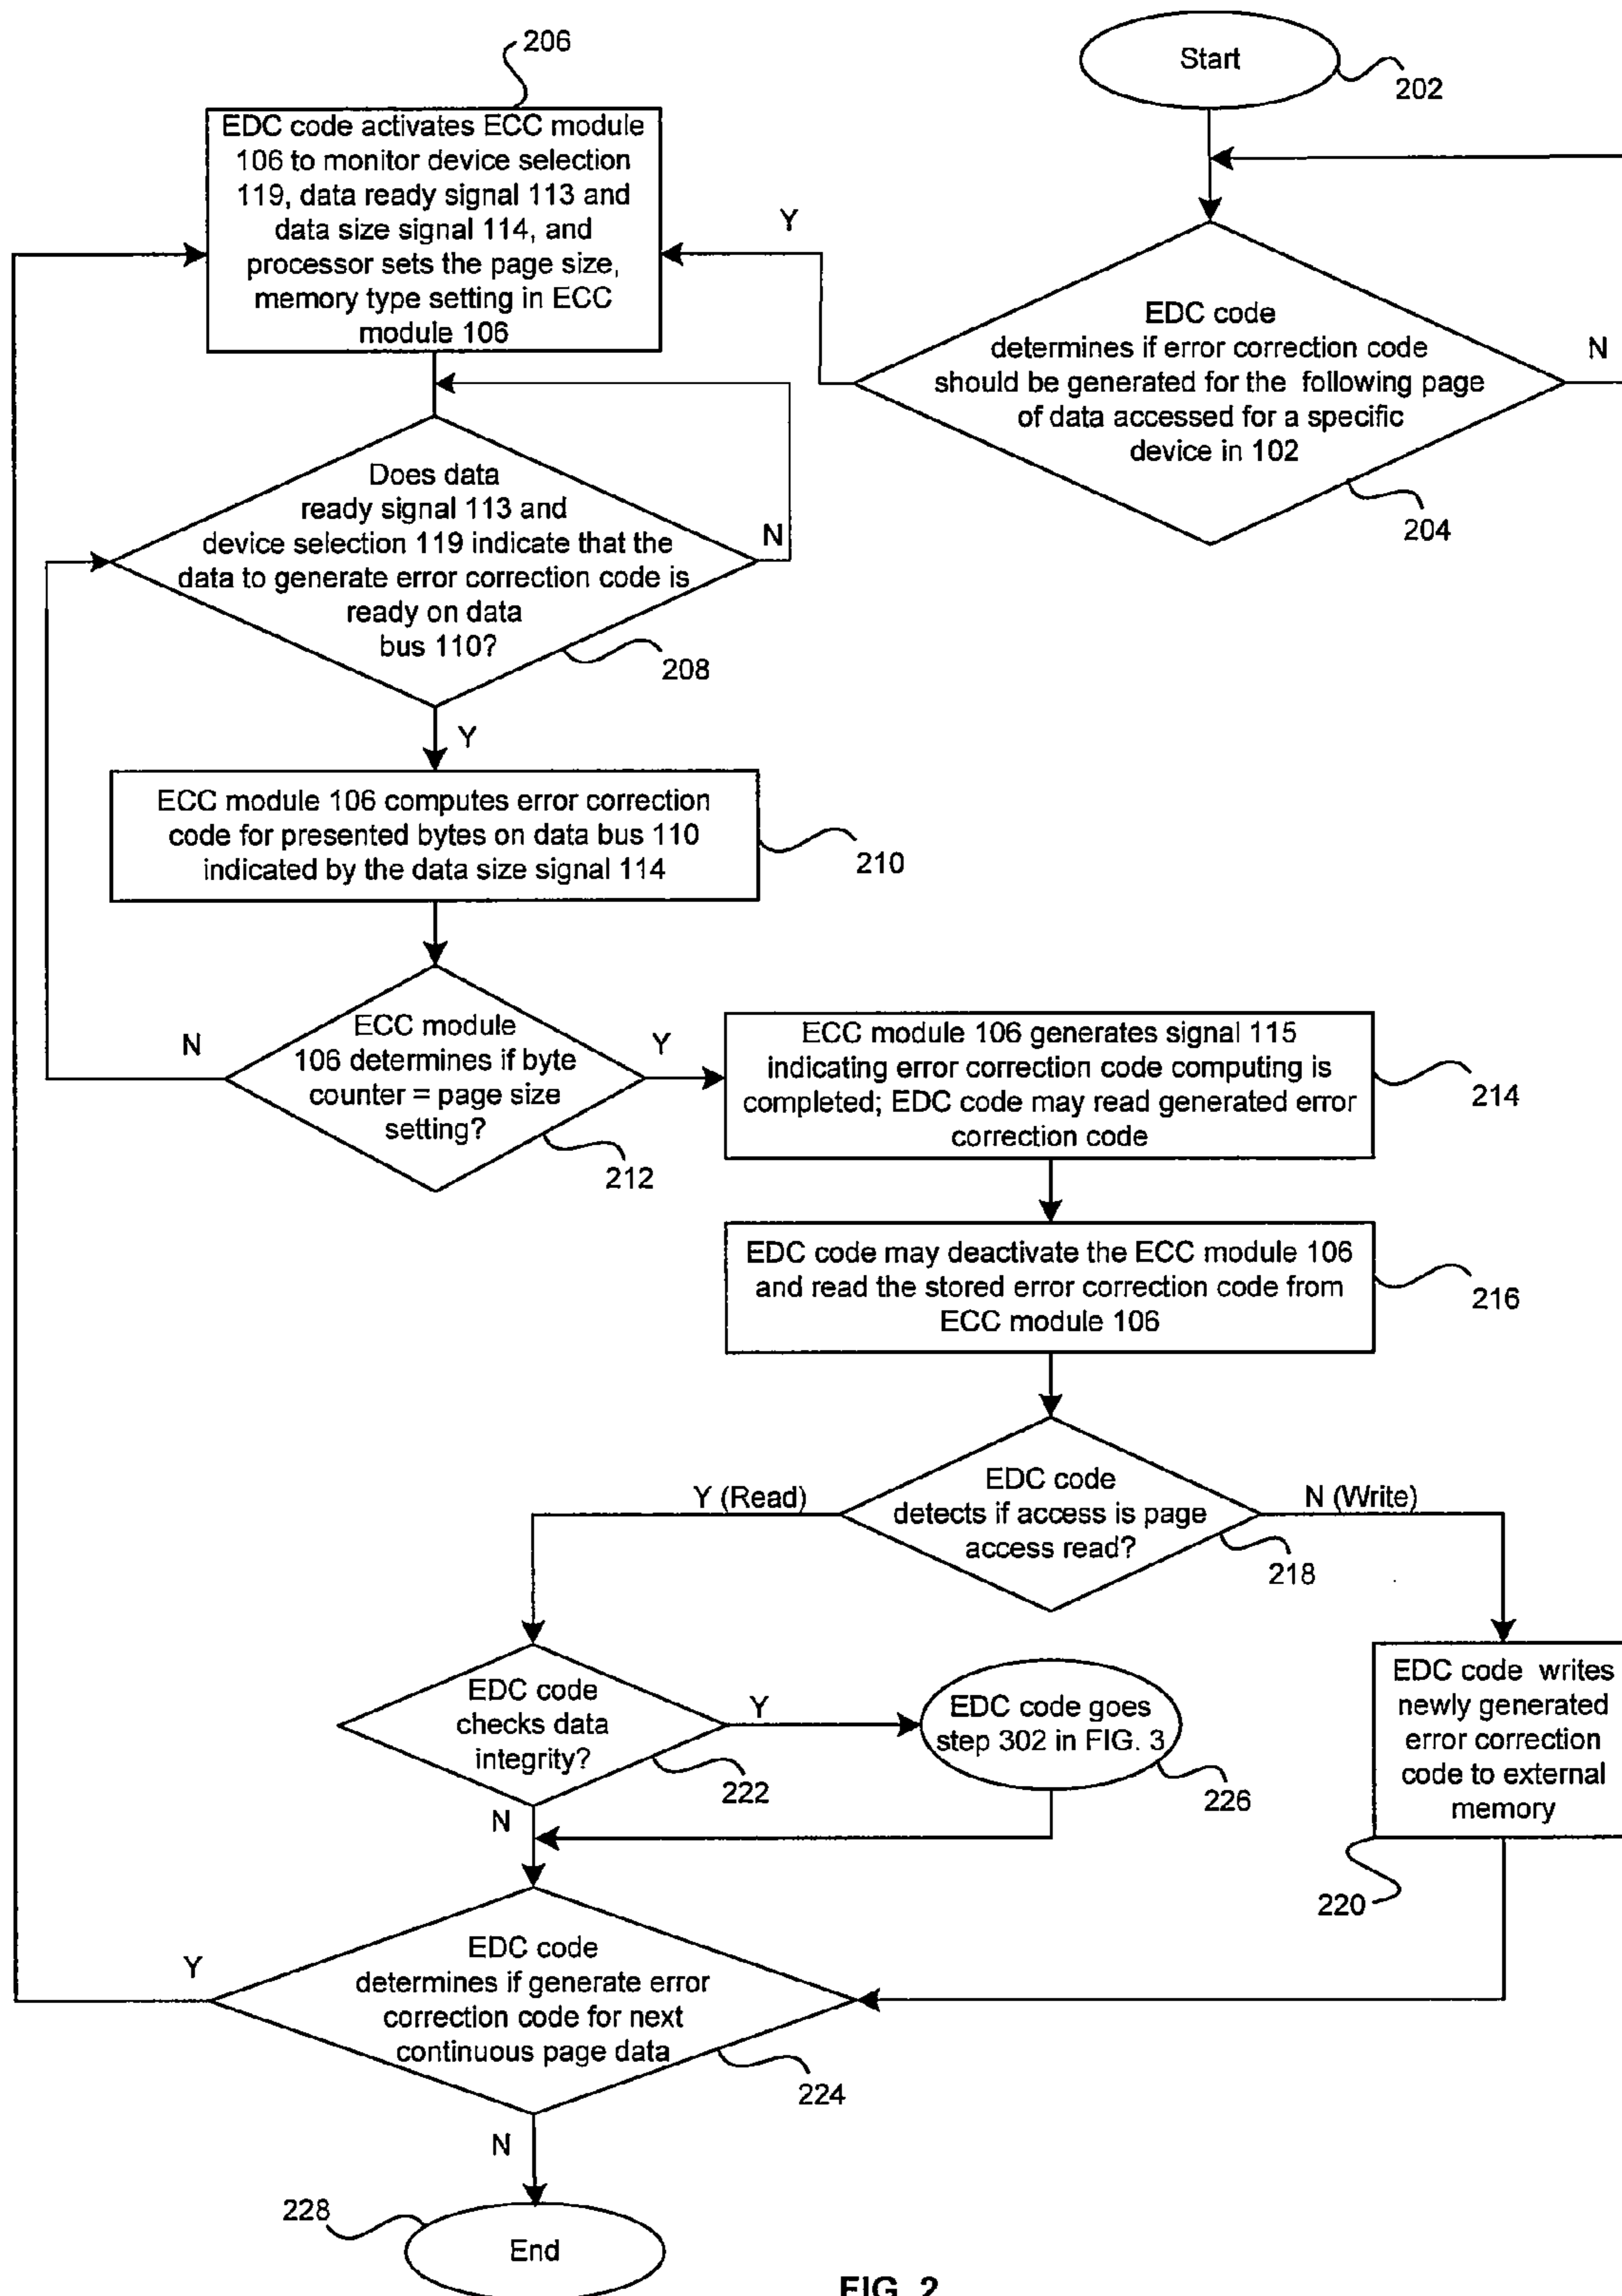 Start
202
EDC code
determines if error correction code
should be generated for the following page
of data accessed for a specific
device in 102
204
N
Y
206
EDC code activates ECC module
106 to monitor device selection
119, data ready signal 113 and
data size signal 114, and
processor sets the page size,
memory type setting in ECC
module 106
Does data
ready signal 113 and
device selection 119 indicate that the
data to generate error correction code is
ready on data
bus 110?
N
208
Y
ECC module 106 computes error correction
code for presented bytes on data bus 110
indicated by the data size signal 114
210
ECC module
106 determines if byte
counter = page size
setting?
N
Y
212
ECC module 106 generates signal 115
indicating error correction code computing is
completed; EDC code may read generated error
correction code
214
EDC code may deactivate the ECC module 106
and read the stored error correction code from
ECC module 106
216
EDC code
detects if access is page
access read?
Y (Read)
N (Write)
218
EDC code writes
newly generated
error correction
code to external
memory
220
EDC code
checks data
integrity?
Y
222
N
EDC code goes
step 302 in FIG. 3
226
EDC code
determines if generate error
correction code for next
continuous page data
Y
224
N
228
End
FIG. 2